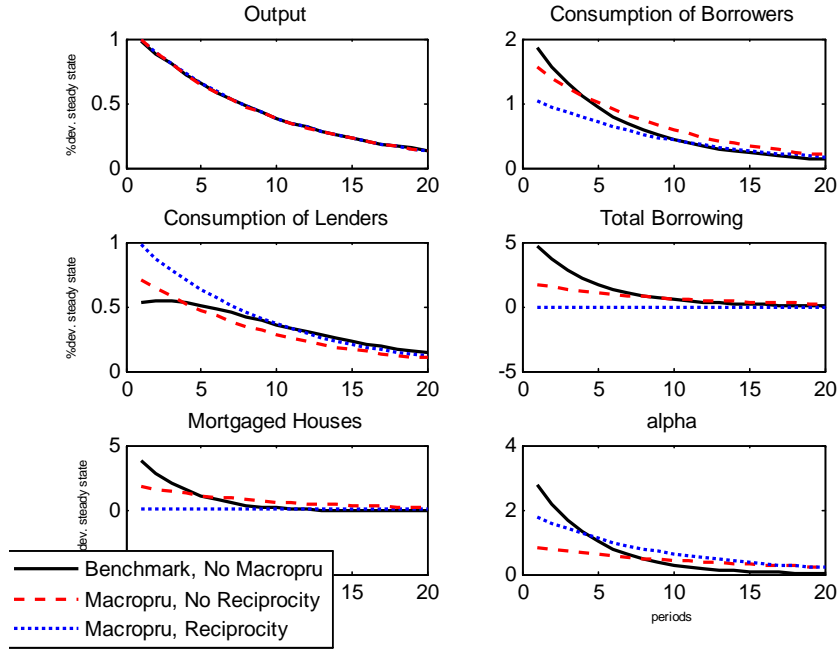 Output
Consumption of Borrowers
%dev. steady state
1
0.5
0
0 5 10 15 20
2
1
0
0 5 10 15 20
Consumption of Lenders
Total Borrowing
%dev. steady state
1
0.5
0
0 5 10 15 20
5
0
-5
0 5 10 15 20
Mortgaged Houses
alpha
dev. steady state
5
0
15 20
4
2
0
0 5 10 15 20
periods
Benchmark, No Macropru
Macropru, No Reciprocity
Macropru, Reciprocity